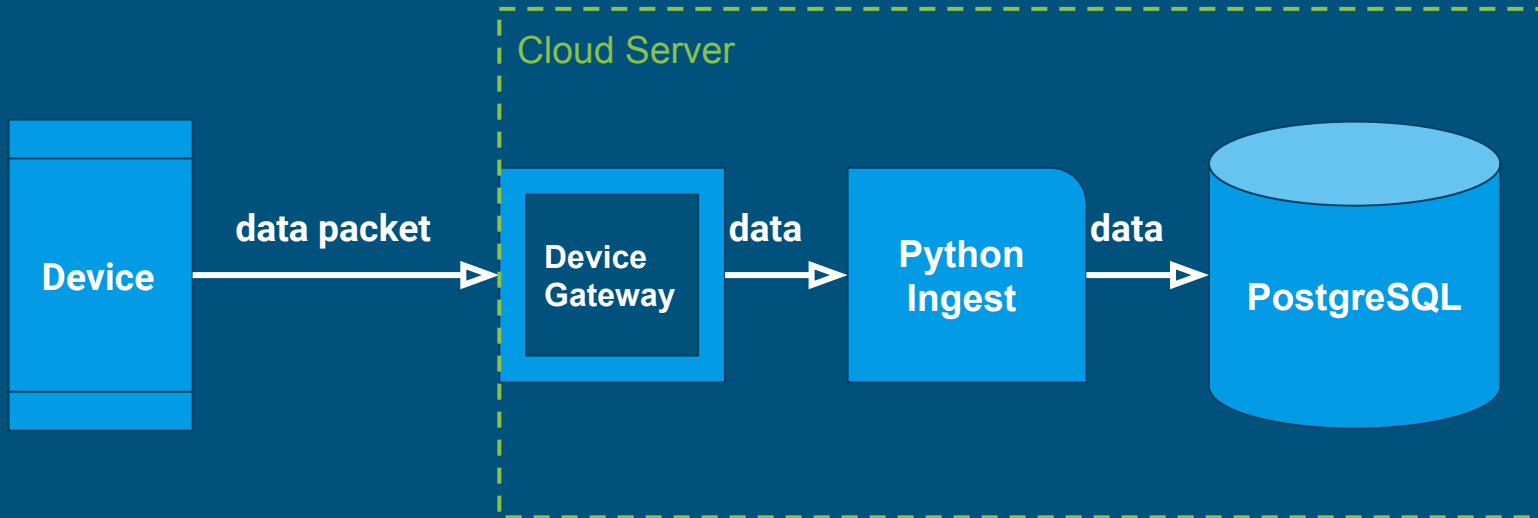 Cloud Server
Device
data packet
Device
Gateway
data
Python
Ingest
data
PostgreSQL